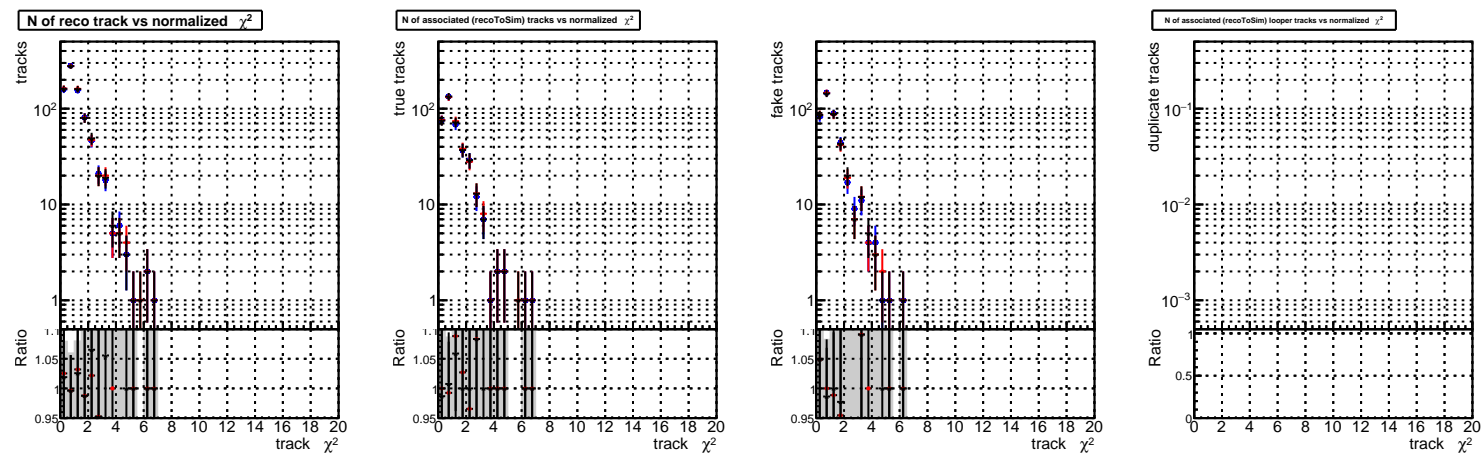 N of reco track vs normalized χ²
tracks
10²
10
1
Ratio
1.1
1.05
1
0.95
0 2 4 6 8 10 12 14 16 18 20
track χ²
N of associated (recoToSim) tracks vs normalized χ²
true tracks
10²
10
1
Ratio
1.1
1.05
1
0.95
0 2 4 6 8 10 12 14 16 18 20
track χ²
fake tracks
10²
10
1
Ratio
1.1
1.05
1
0.95
0 2 4 6 8 10 12 14 16 18 20
track χ²
N of associated (recoToSim) looper tracks vs normalized χ²
duplicate tracks
10⁻¹
10⁻²
10⁻³
Ratio
1
0.5
0
0 2 4 6 8 10 12 14 16 18 20
track χ²